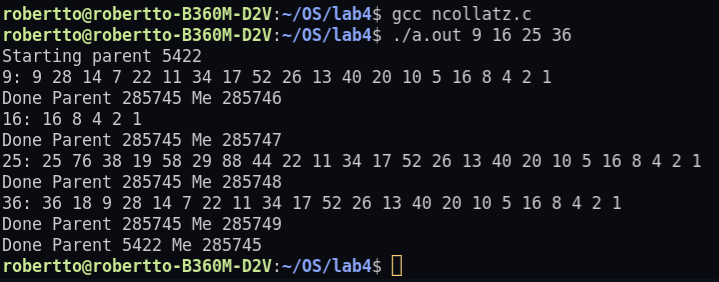 robertto@robertto-B360M-D2V:~/OS/lab4$ gcc ncollatz.c
robertto@robertto-B360M-D2V:~/OS/lab4$ ./a.out 9 16 25 36
Starting parent 5422
9: 9 28 14 7 22 11 34 17 52 26 13 40 20 10 5 16 8 4 2 1
Done Parent 285745 Me 285746
16: 16 8 4 2 1
Done Parent 285745 Me 285747
25: 25 76 38 19 58 29 88 44 22 11 34 17 52 26 13 40 20 10 5 16 8 4 2 1
Done Parent 285745 Me 285748
36: 36 18 9 28 14 7 22 11 34 17 52 26 13 40 20 10 5 16 8 4 2 1
Done Parent 285745 Me 285749
Done Parent 5422 Me 285745
robertto@robertto-B360M-D2V:~/OS/lab4$